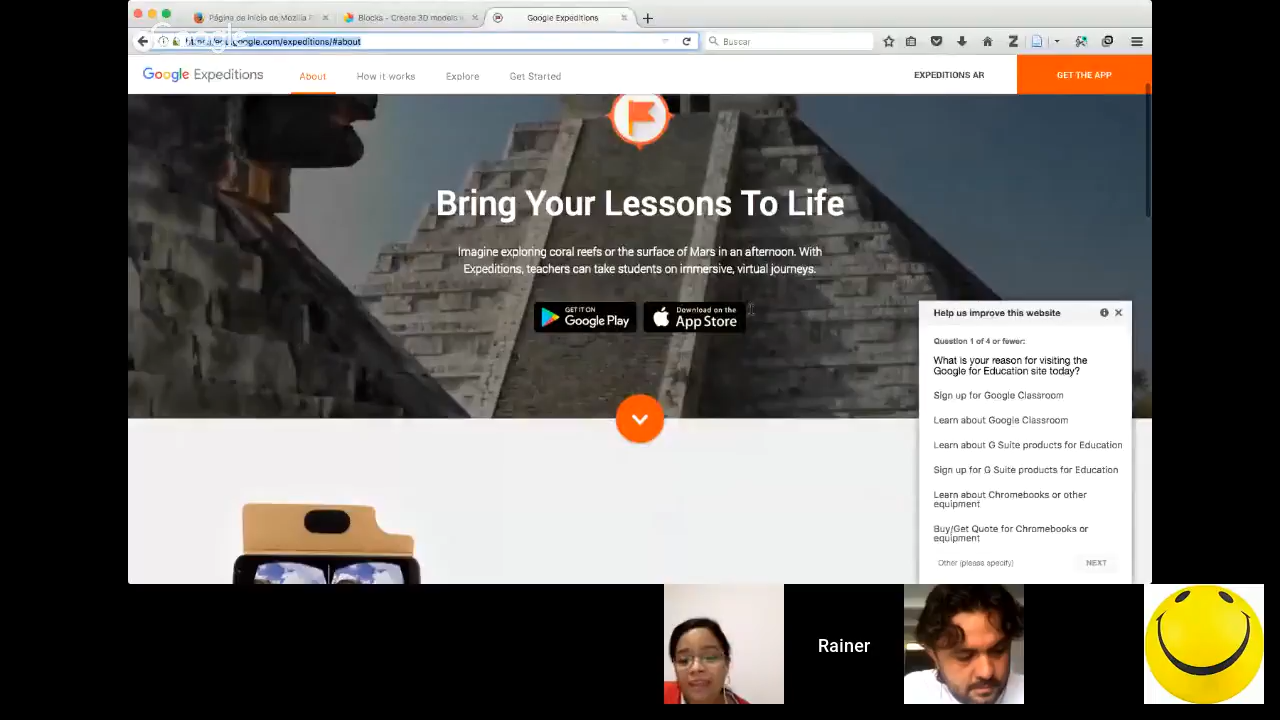 Página de inicio de Mozilla F
Blocks - Create 3D models
Google Expeditions
.google.com/expeditions/#about
Buscar
Google
Google Expeditions
About
How it works
Explore
Get Started
EXPEDITIONS AR
GET THE APP
Bring Your Lessons To Life
Imagine exploring coral reefs or the surface of Mars in an afternoon. With
Expeditions, teachers can take students on immersive, virtual journeys.
GET IT ON
Google Play
Download on the
App Store
Help us improve this website
Question 1 of 4 or fewer:
What is your reason for visiting the
Google for Education site today?
Sign up for Google Classroom
Learn about Google Classroom
Learn about G Suite products for Education
Sign up for G Suite products for Education
Learn about Chromebooks or other
equipment
Buy/Get Quote for Chromebooks or
equipment
Other (please specify)
NEXT
Rainer